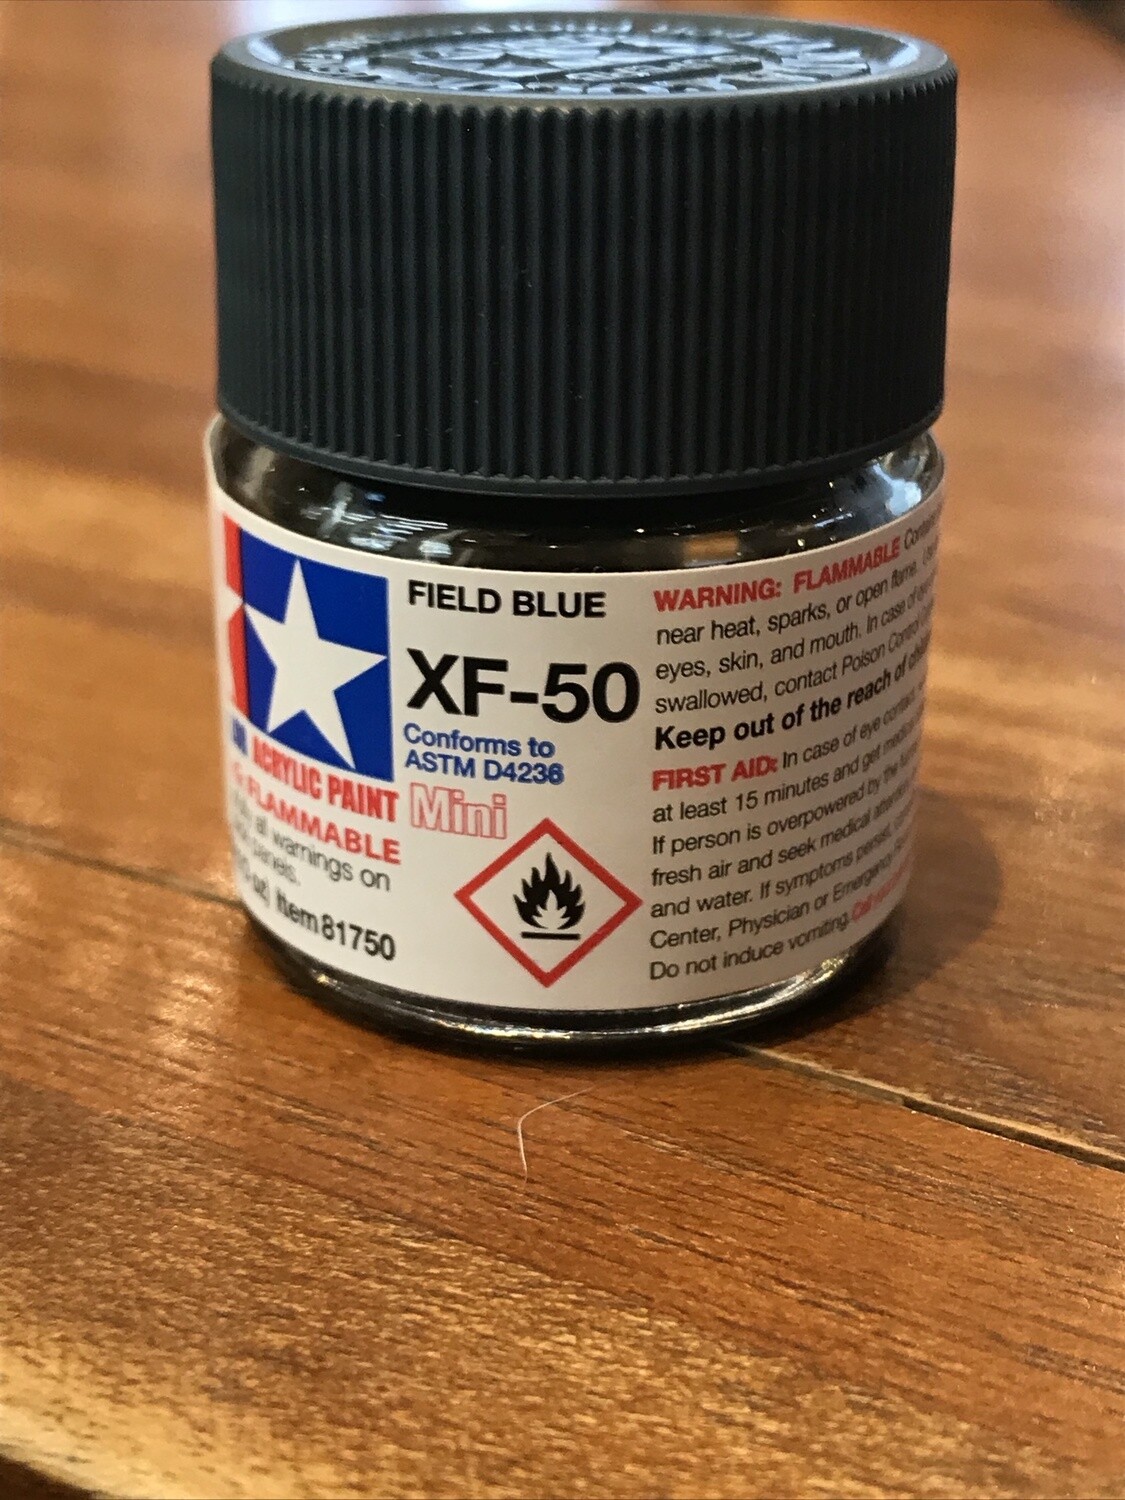 FIELD BLUE
XF-50
Conforms to
ASTM D4236
Mini
ACRYLIC PAINT
FLAMMABLE
all warnings on
panels.
oz) Item 81750
WARNING: FLAMMABLE
near heat, sparks, or open flame.
eyes, skin, and mouth. In case of
swallowed, contact Poison Control
Keep out of the reach of
FIRST AID: In case of eye contact
at least 15 minutes and get
If person is overpowered by the
fresh air and seek medical
and water. If symptoms persist,
Center, Physician or Emergency
Do not induce vomiting.